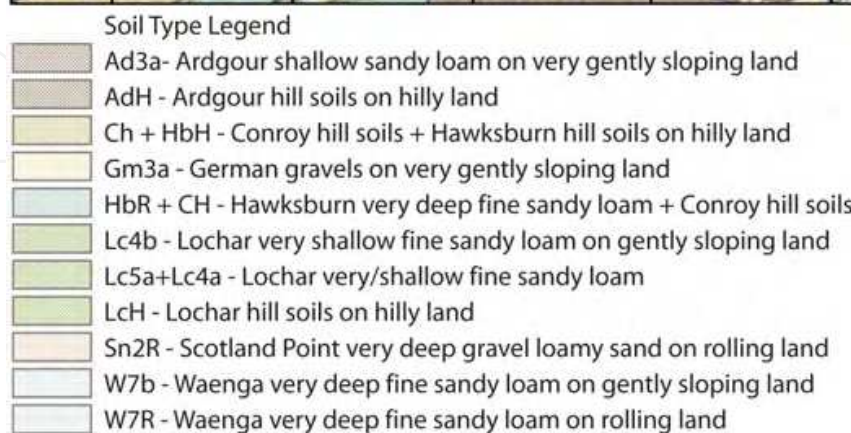 Soil Type Legend
Ad3a- Ardgour shallow sandy loam on very gently sloping land
AdH - Ardgour hill soils on hilly land
Ch + HbH - Conroy hill soils + Hawksburn hill soils on hilly land
Gm3a - German gravels on very gently sloping land
HbR + CH - Hawksburn very deep fine sandy loam + Conroy hill soils
Lc4b - Lochar very shallow fine sandy loam on gently sloping land
Lc5a+Lc4a - Lochar very/shallow fine sandy loam
LcH - Lochar hill soils on hilly land
Sn2R - Scotland Point very deep gravel loamy sand on rolling land
W7b - Waenga very deep fine sandy loam on gently sloping land
W7R - Waenga very deep fine sandy loam on rolling land